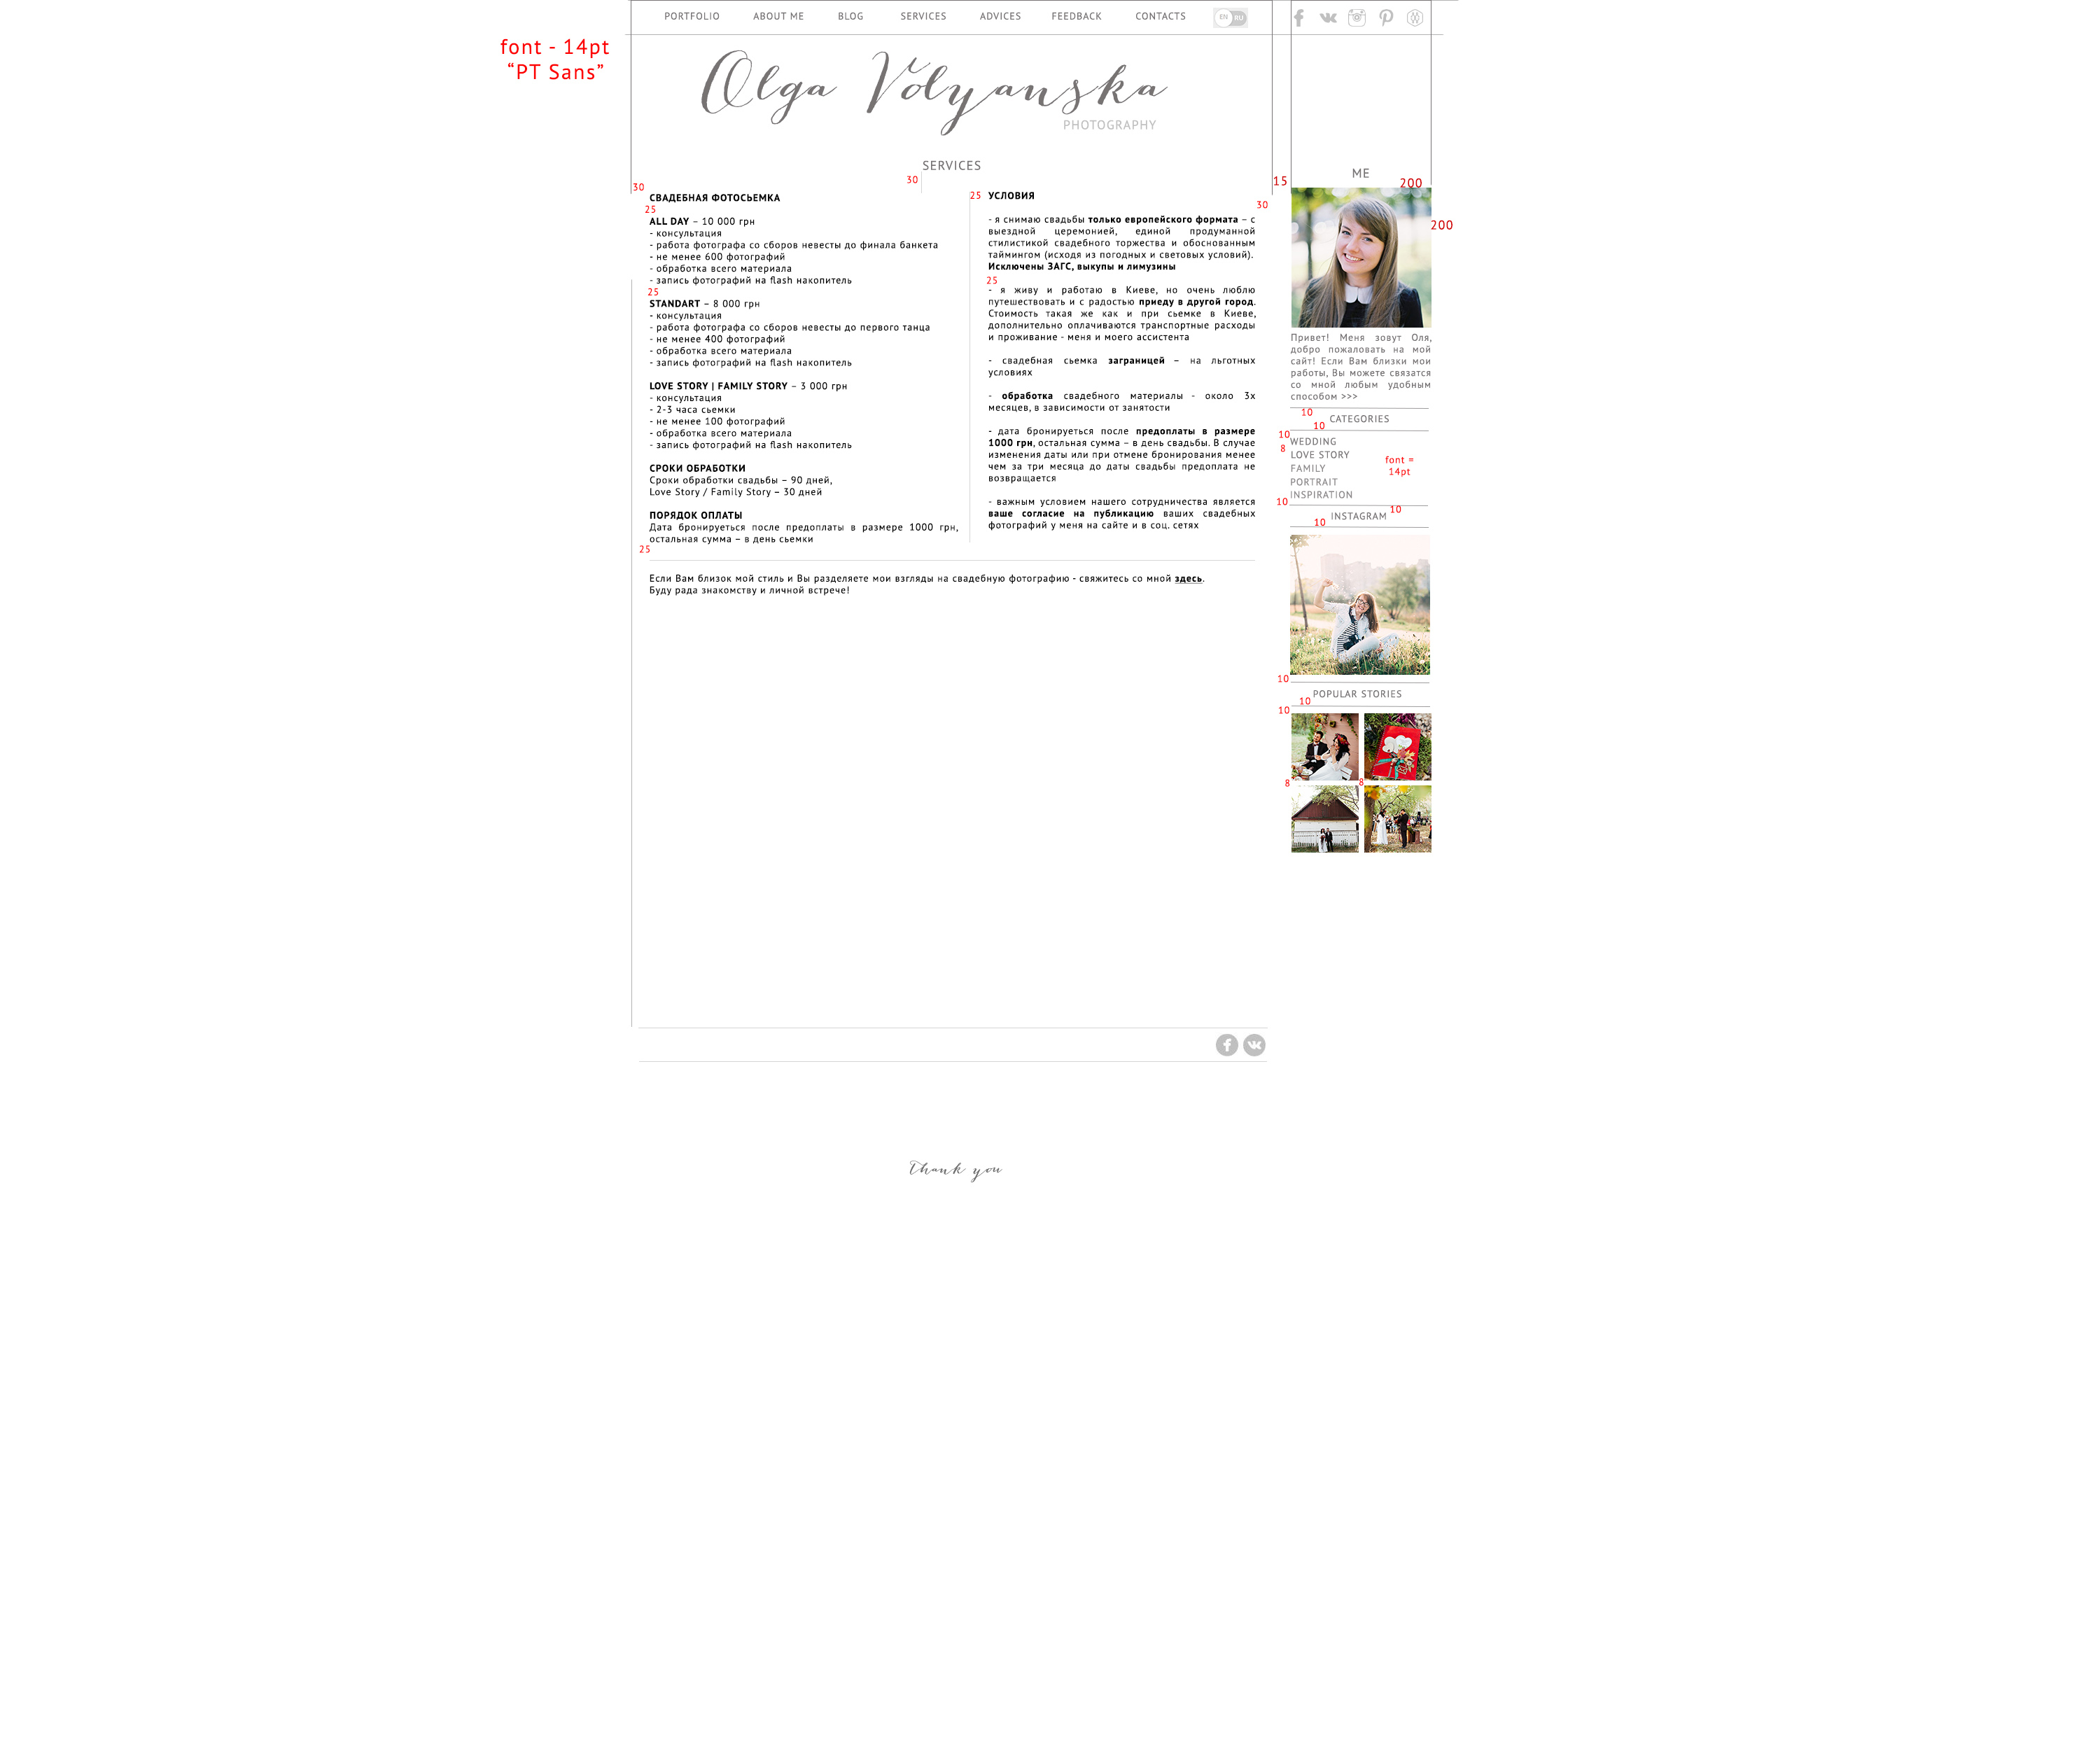 PORTFOLIO ABOUT ME BLOG SERVICES ADVICES FEEDBACK CONTACTS EN RU
font - 14pt
“PT Sans”
Olga Volyanska
PHOTOGRAPHY
SERVICES
30
30
СВАДЕБНАЯ ФОТОСЬЕМКА
25
ALL DAY – 10 000 грн
- консультация
- работа фотографа со сборов невесты до финала банкета
- не менее 600 фотографий
- обработка всего материала
- запись фотографий на flash накопитель
25
STANDART – 8 000 грн
- консультация
- работа фотографа со сборов невесты до первого танца
- не менее 400 фотографий
- обработка всего материала
- запись фотографий на flash накопитель
LOVE STORY | FAMILY STORY – 3 000 грн
- консультация
- 2-3 часа сьемки
- не менее 100 фотографий
- обработка всего материала
- запись фотографий на flash накопитель
СРОКИ ОБРАБОТКИ
Сроки обработки свадьбы – 90 дней,
Love Story / Family Story – 30 дней
ПОРЯДОК ОПЛАТЫ
Дата бронируеться после предоплаты в размере 1000 грн,
остальная сумма – в день сьемки
25
25
УСЛОВИЯ
30
- я снимаю свадьбы только европейского формата – с
выездной церемонией, единой продуманной
стилистикой свадебного торжества и обоснованным
таймингом (исходя из погодных и световых условий).
Исключены ЗАГС, выкупы и лимузины
25
- я живу и работаю в Киеве, но очень люблю
путешествовать и с радостью приеду в другой город.
Стоимость такая же как и при сьемке в Киеве,
дополнительно оплачиваются транспортные расходы
и проживание - меня и моего ассистента
- свадебная сьемка заграницей – на льготных
условиях
- обработка свадебного материалы - около 3х
месяцев, в зависимости от занятости
- дата бронируеться после предоплаты в размере
1000 грн, остальная сумма – в день свадьбы. В случае
изменения даты или при отмене бронирования менее
чем за три месяца до даты свадьбы предоплата не
возвращается
- важным условием нашего сотрудничества является
ваше согласие на публикацию ваших свадебных
фотографий у меня на сайте и в соц. сетях
Если Вам близок мой стиль и Вы разделяете мои взгляды на свадебную фотографию - свяжитесь со мной здесь.
Буду рада знакомству и личной встрече!
ME
15
200
200
Привет! Меня зовут Оля,
добро пожаловать на мой
сайт! Если Вам близки мои
работы, Вы можете связатся
со мной любым удобным
способом >>>
10
CATEGORIES
10
10
WEDDING
8
LOVE STORY
font =
14pt
FAMILY
PORTRAIT
INSPIRATION
10
10
INSTAGRAM
10
10
POPULAR STORIES
10
10
8
8
Thank you